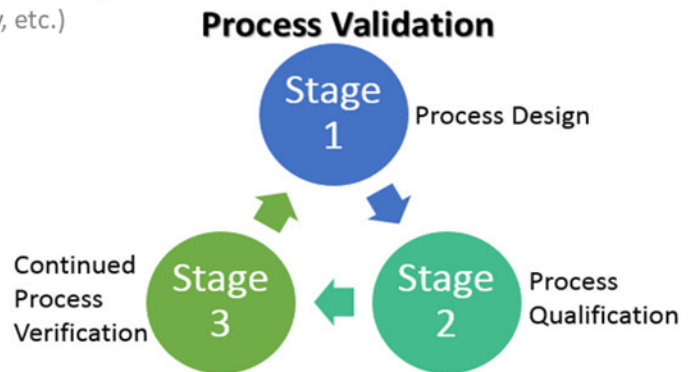 , etc.)
Process Validation
Stage
1
Process Design
Stage
2
Process
Qualification
Stage
3
Continued
Process
Verification